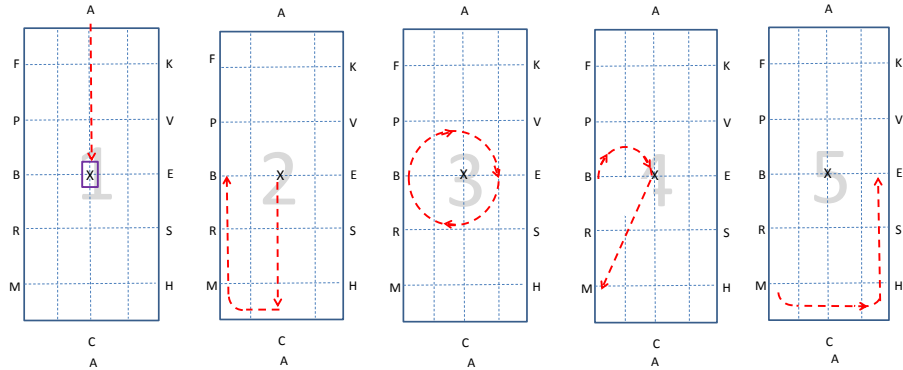 A A A A A
F K F K F K F K F K
P V P V P V P V P V
1 2 3 4 5
B X E B X E B X E B X E B X E
R S R S R S R S R S
M H M H M H M H M H
C C C C C
A A A A A